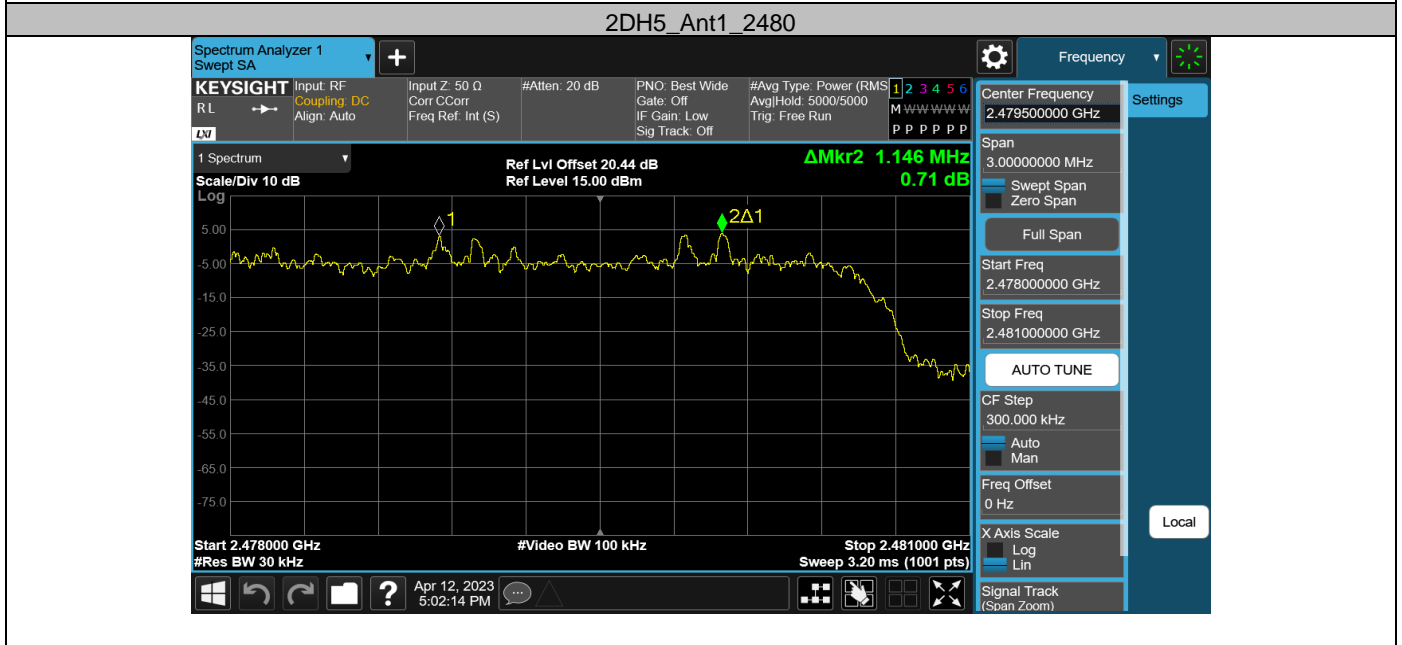 2DH5_Ant1_2480
Spectrum Analyzer 1
Swept SA
+
Frequency
KEYSIGHT
RL
LXI
Input: RF
Coupling: DC
Align: Auto
Input Z: 50 Ω
Corr CCorr
Freq Ref: Int (S)
#Atten: 20 dB
PNO: Best Wide
Gate: Off
IF Gain: Low
Sig Track: Off
#Avg Type: Power (RMS
Avg|Hold: 5000/5000
Trig: Free Run
1 2 3 4 5 6
M W W W W W
P P P P P P
1 Spectrum
Scale/Div 10 dB
Ref Lvl Offset 20.44 dB
Ref Level 15.00 dBm
ΔMkr2 1.146 MHz
0.71 dB
Log
1
2Δ1
5.00
-5.00
-15.0
-25.0
-35.0
-45.0
-55.0
-65.0
-75.0
Start 2.478000 GHz
#Video BW 100 kHz
Stop 2.481000 GHz
#Res BW 30 kHz
Sweep 3.20 ms (1001 pts)
Center Frequency
2.479500000 GHz
Span
3.00000000 MHz
Swept Span
Zero Span
Full Span
Start Freq
2.478000000 GHz
Stop Freq
2.481000000 GHz
AUTO TUNE
CF Step
300.000 kHz
Auto
Man
Freq Offset
0 Hz
X Axis Scale
Log
Lin
Signal Track
(Span Zoom)
Settings
Local
?
Apr 12, 2023
5:02:14 PM